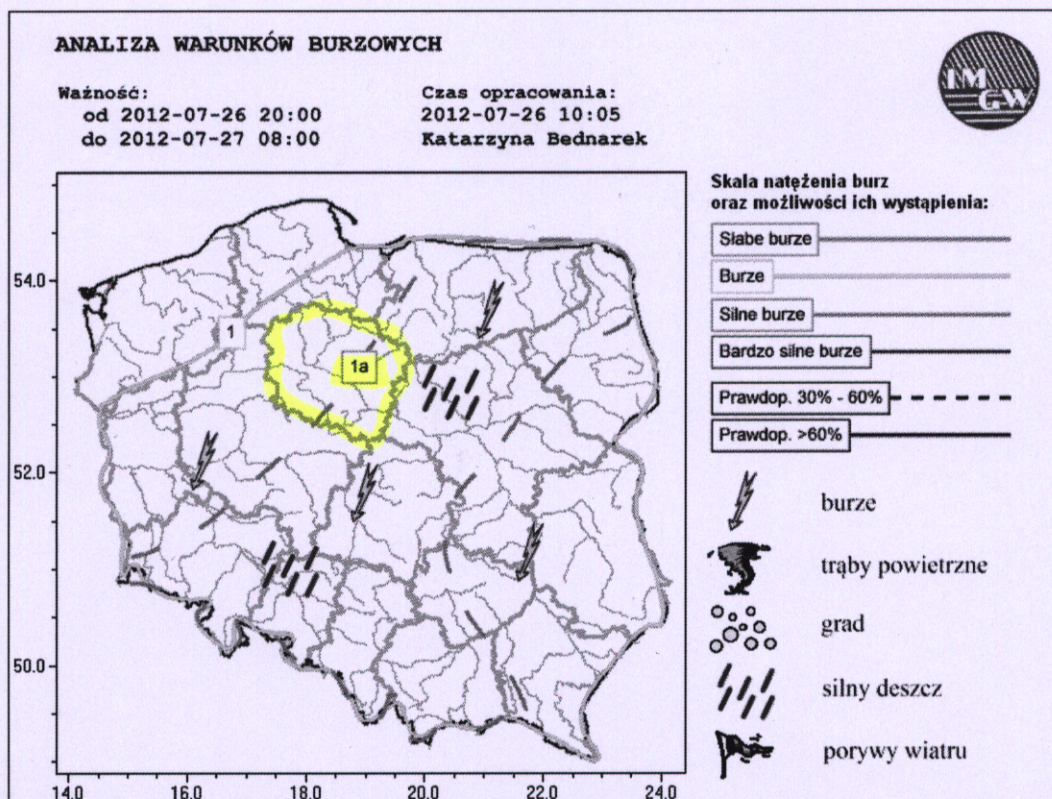 ANALIZA WARUNKÓW BURZOWYCH
IM
GW
Ważność:
od 2012-07-26 20:00
do 2012-07-27 08:00
Czas opracowania:
2012-07-26 10:05
Katarzyna Bednarek
Skala natężenia burz
oraz możliwości ich wystąpienia:
Słabe burze
Burze
Silne burze
Bardzo silne burze
Prawdop. 30% - 60%
Prawdop. >60%
burze
trąby powietrzne
grad
silny deszcz
porywy wiatru
54.0
52.0
50.0
1
1a
14.0 16.0 18.0 20.0 22.0 24.0